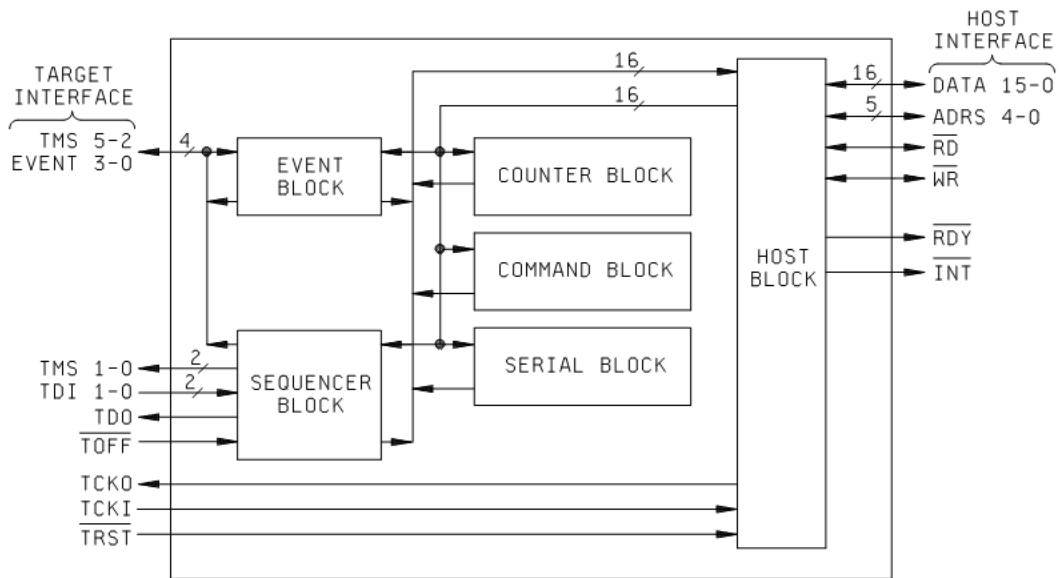 HOST
INTERFACE
TARGET
INTERFACE
16
16
16
DATA 15-0
5
ADRS 4-0
TMS 5-2
EVENT 3-0
4
EVENT
BLOCK
COUNTER BLOCK
RD
WR
RDY
INT
COMMAND BLOCK
HOST
BLOCK
SERIAL BLOCK
TMS 1-0
2
TDI 1-0
2
SEQUENCER
BLOCK
TDO
TOFF
TCKO
TCKI
TRST